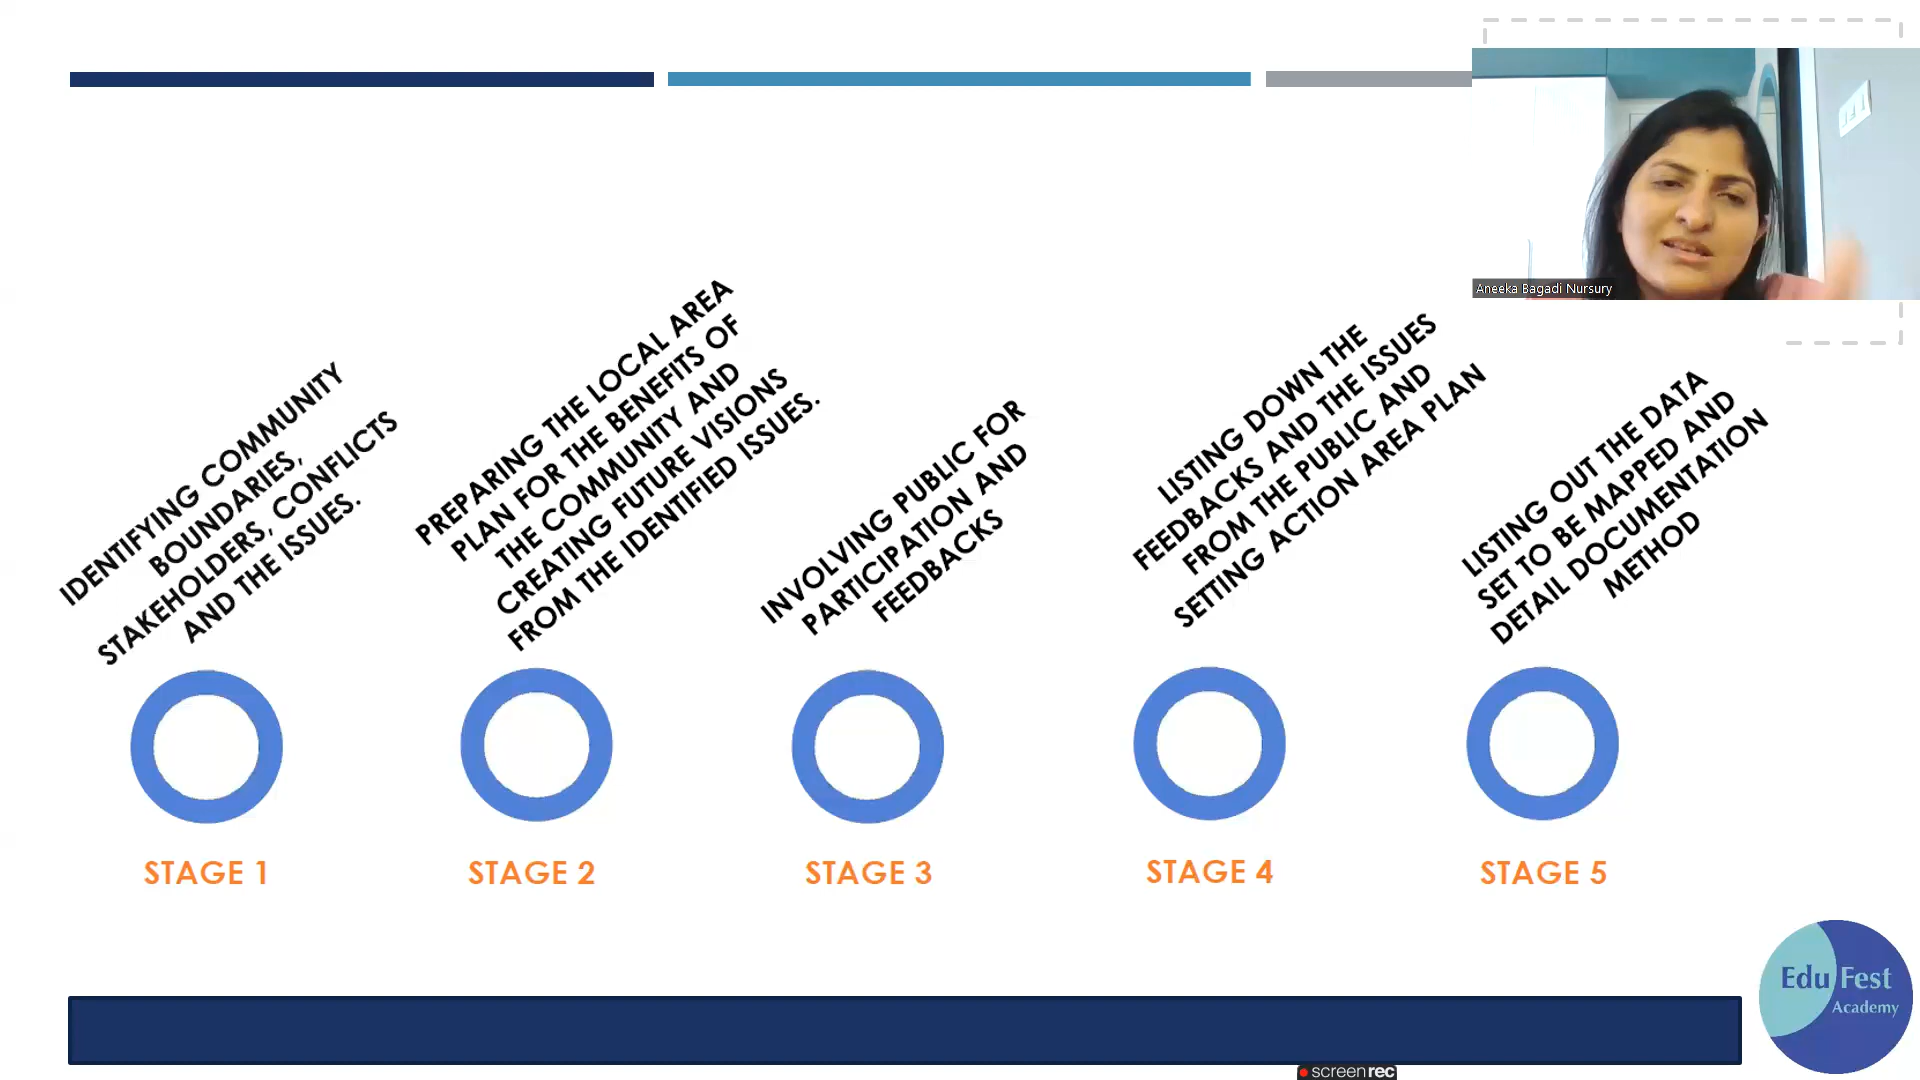 Aneeka Bagadi Nursury
IDENTIFYING COMMUNITY
BOUNDARIES,
STAKEHOLDERS, CONFLICTS
AND THE ISSUES.
PREPARING THE LOCAL AREA
PLAN FOR THE BENEFITS OF
THE COMMUNITY AND
CREATING FUTURE VISIONS
FROM THE IDENTIFIED ISSUES.
INVOLVING PUBLIC FOR
PARTICIPATION AND
FEEDBACKS
LISTING DOWN THE
FEEDBACKS AND THE ISSUES
FROM THE PUBLIC AND
SETTING ACTION AREA PLAN
LISTING OUT THE DATA
SET TO BE MAPPED AND
DETAIL DOCUMENTATION
METHOD
STAGE 1
STAGE 2
STAGE 3
STAGE 4
STAGE 5
Edu Fest
Academy
screenrec